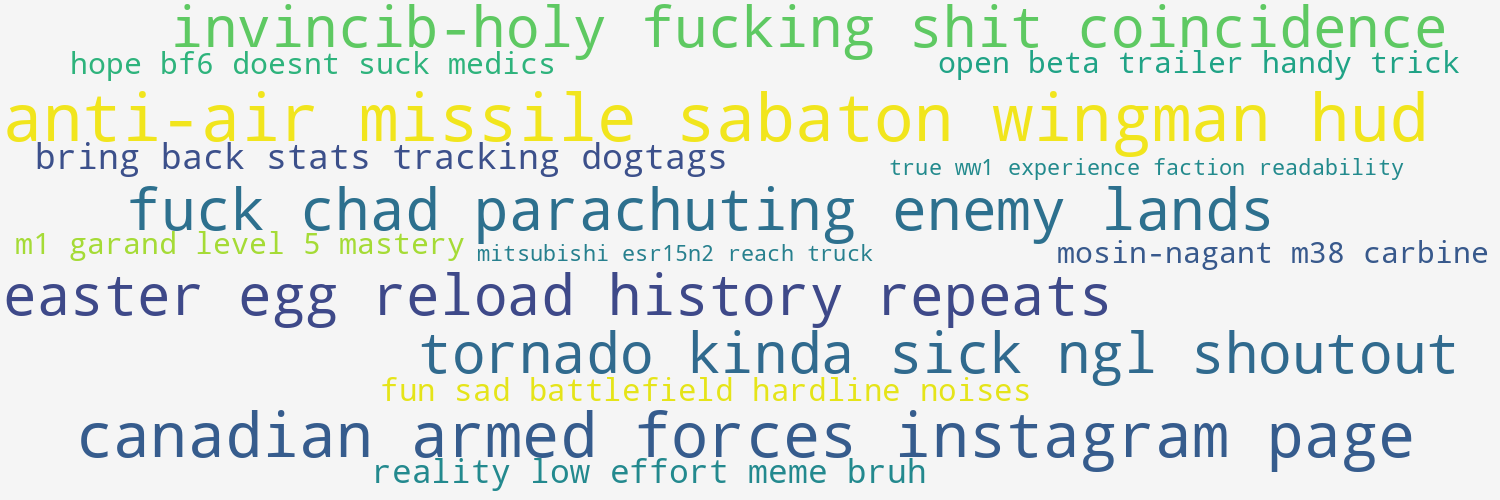 invincib-holy fucking shit coincidence
hope bf6 doesnt suck medics
open beta trailer handy trick
anti-air missile sabaton wingman hud
bring back stats tracking dogtags
true ww1 experience faction readability
fuck chad parachuting enemy lands
m1 garand level 5 mastery
mitsubishi esr15n2 reach truck
mosin-nagant m38 carbine
easter egg reload history repeats
tornado kinda sick ngl shoutout
fun sad battlefield hardline noises
canadian armed forces instagram page
reality low effort meme bruh